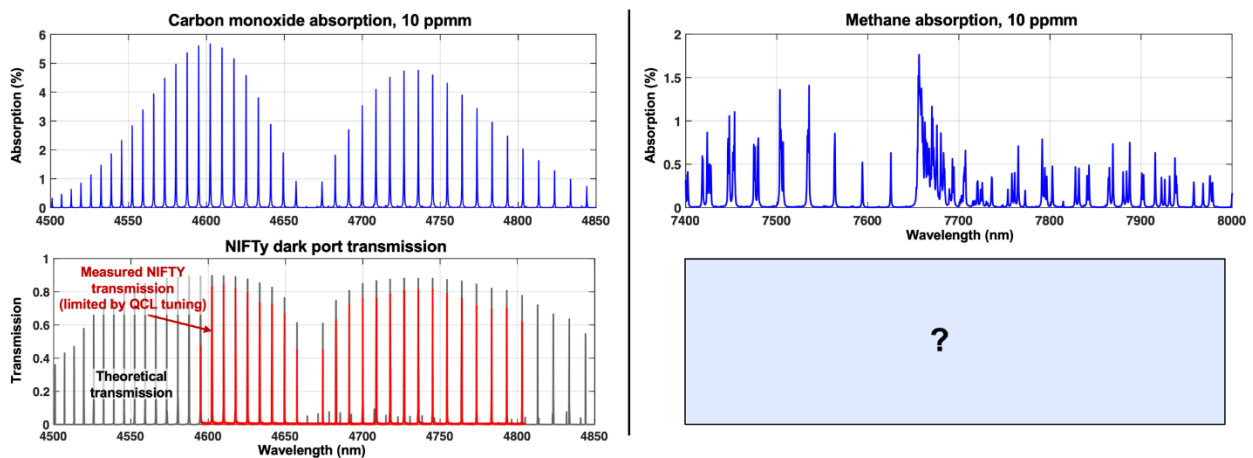 Carbon monoxide absorption, 10 ppmm
Absorption (%)
6
5
4
3
2
1
0
4500 4550 4600 4650 4700 4750 4800 4850
NIFTy dark port transmission
Transmission
1
0.8
0.6
0.4
0.2
0
Measured NIFTY
transmission
(limited by QCL tuning)
Theoretical
transmission
4500 4550 4600 4650 4700 4750 4800 4850
Wavelength (nm)
Methane absorption, 10 ppmm
Absorption (%)
2
1.5
1
0.5
0
7400 7500 7600 7700 7800 7900 8000
Wavelength (nm)
?